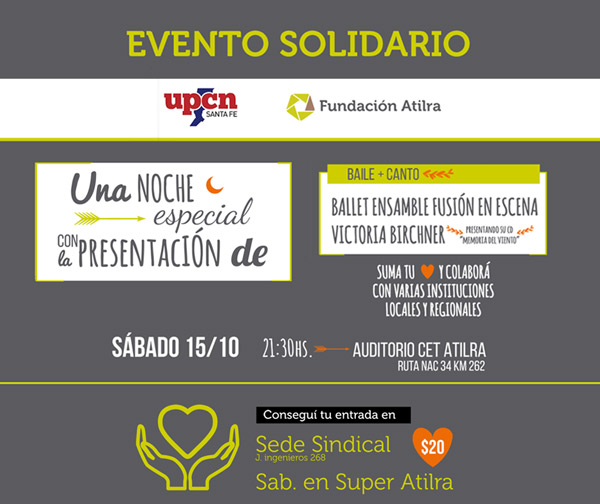 EVENTO SOLIDARIO
upcn
SANTA FE
Fundación Atilra
Una NOCHE
especial
CON la PRESENTACIÓN de
BAILE + CANTO
BALLET ENSAMBLE FUSIÓN EN ESCENA
VICTORIA BIRCHNER
PRESENTANDO SU CD
"MEMORIA DEL VIENTO"
SUMA TU Y COLABORÁ
CON VARIAS INSTITUCIONES
LOCALES Y REGIONALES
SÁBADO 15/10 21:30HS. AUDITORIO CET ATILRA
RUTA NAC 34 KM 262
Conseguí tu entrada en
Sede Sindical $20
J. ingenieros 268
Sab. en Super Atilra